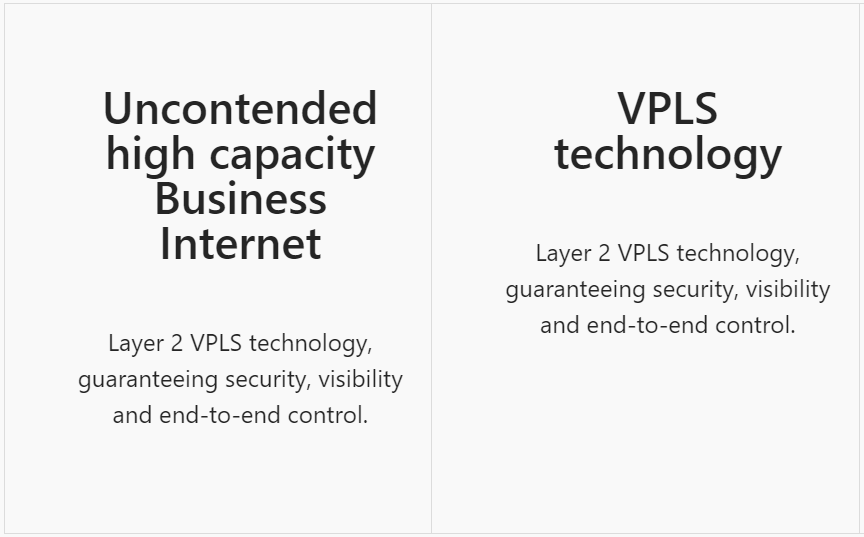 Uncontended
high capacity
Business
Internet
Layer 2 VPLS technology,
guaranteeing security, visibility
and end-to-end control.
VPLS
technology
Layer 2 VPLS technology,
guaranteeing security, visibility
and end-to-end control.